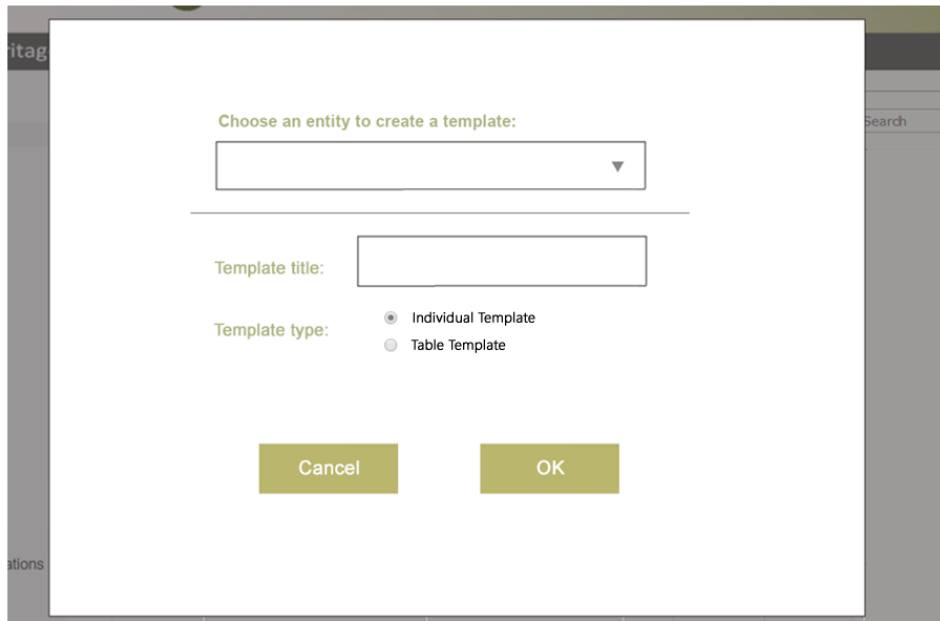 ritag
Search
Choose an entity to create a template:
Template title:
Template type:
Individual Template
Table Template
Cancel
OK
ations